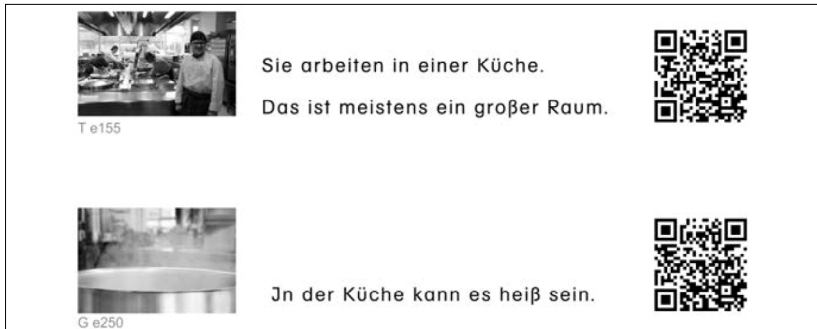 Sie arbeiten in einer Küche.
Das ist meistens ein großer Raum.
T e155
In der Küche kann es heiß sein.
G e250